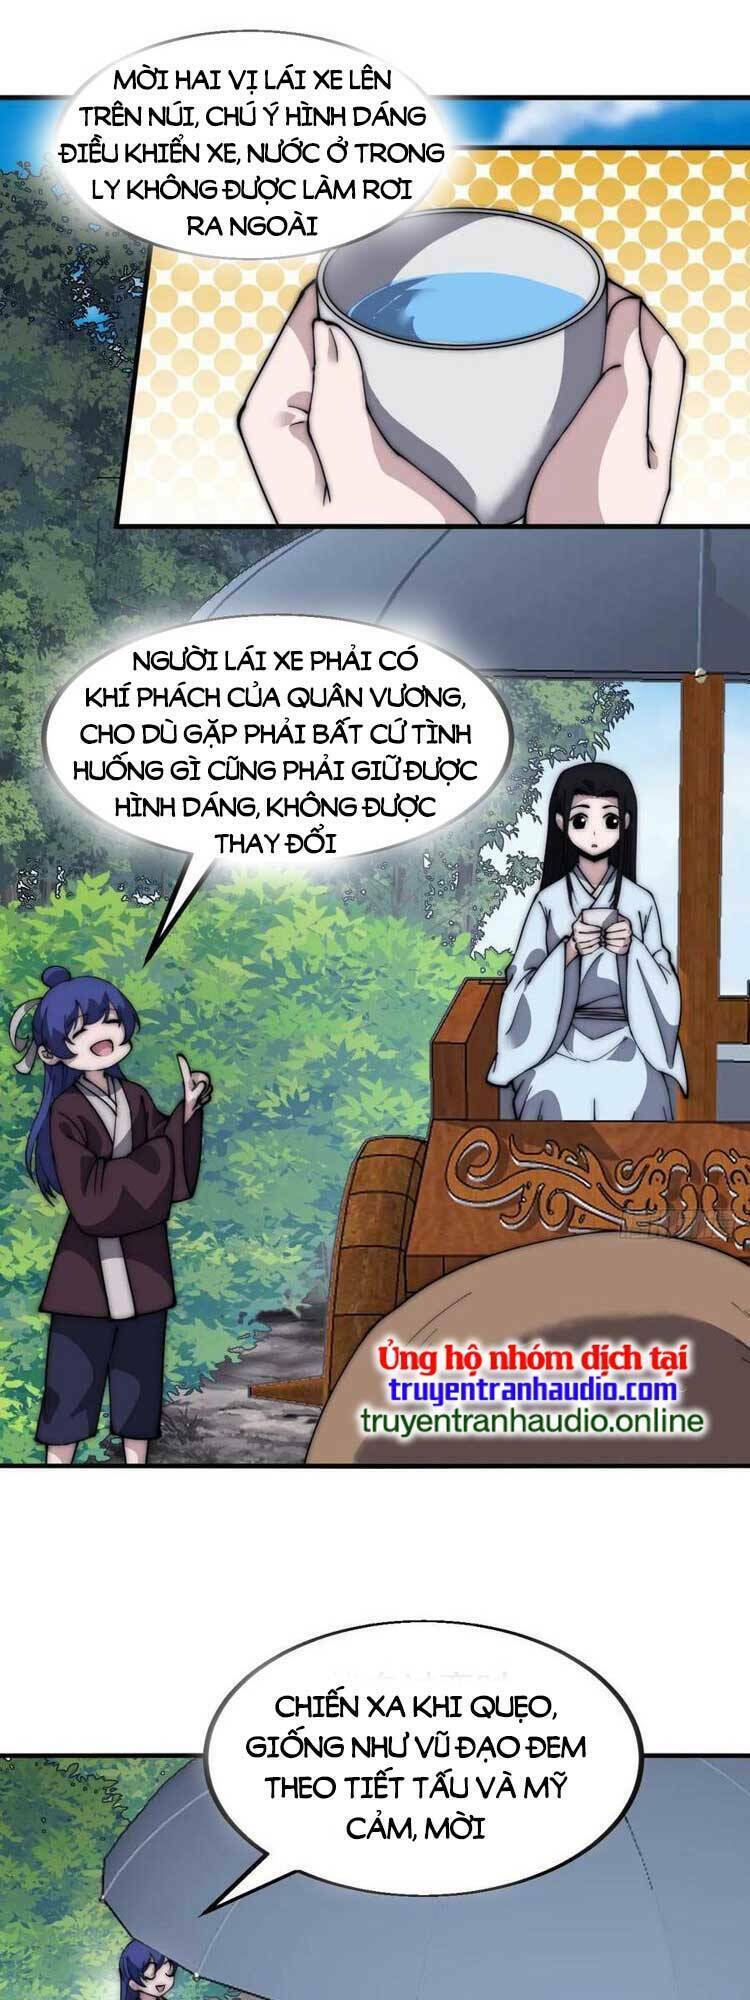 MỜI HAI VỊ LÁI XE LÊN
TRÊN NÚI, CHÚ Ý HÌNH DÁNG
ĐIỀU KHIỂN XE, NƯỚC Ở TRONG
LY KHÔNG ĐƯỢC LÀM RƠI
RA NGOÀI
NGƯỜI LÁI XE PHẢI CÓ
KHÍ PHÁCH CỦA QUÂN VƯƠNG,
CHO DÙ GẶP PHẢI BẤT CỨ TÌNH
HUỐNG GÌ CŨNG PHẢI GIỮ ĐƯỢC
HÌNH DÁNG, KHÔNG ĐƯỢC
THAY ĐỔI
Ủng hộ nhóm dịch tại
truyentranhaudio.com
truyentranhaudio.online
CHIẾN XA KHI QUẸO,
GIỐNG NHƯ VŨ ĐẠO ĐEM
THEO TIẾT TẤU VÀ MỸ
CẢM, MỜI